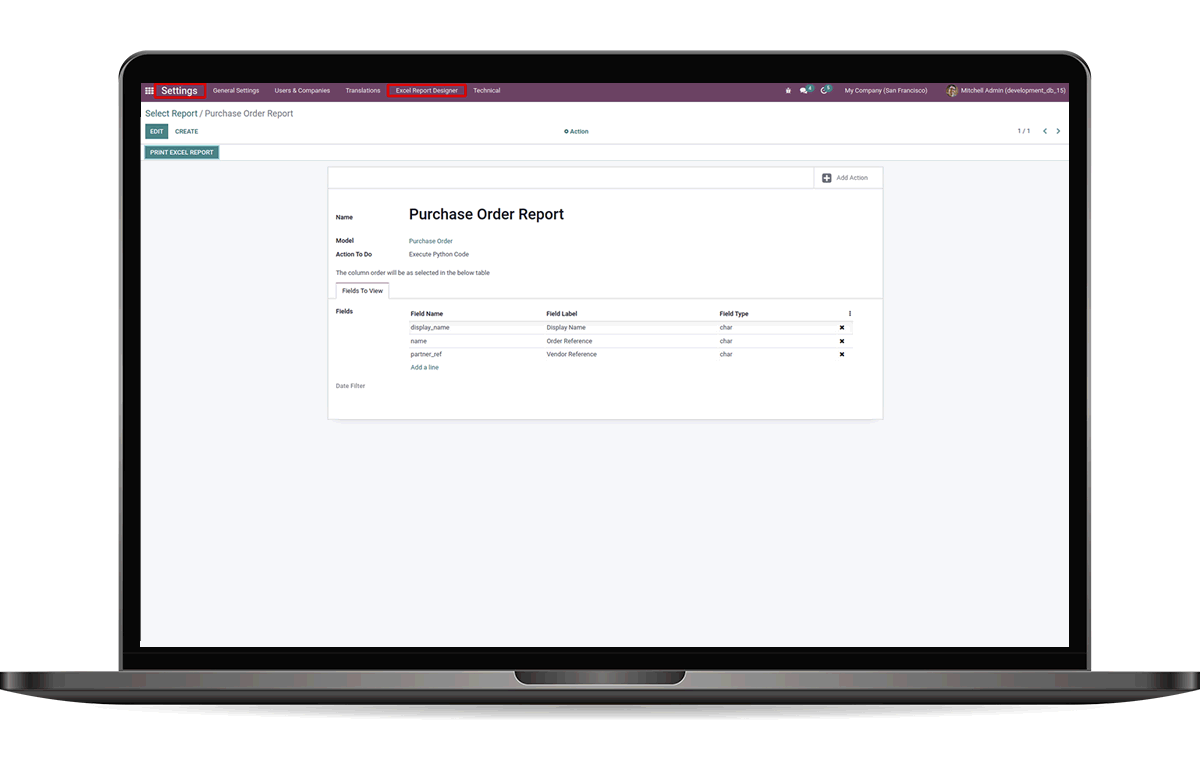 Settings General Settings Users & Companies Translations Excel Report Designer Technical 4 5 My Company (San Francisco) Mitchell Admin (development_db_15)
Select Report / Purchase Order Report
EDIT CREATE Action 1 / 1
PRINT EXCEL REPORT
Add Action
Name Purchase Order Report
Model Purchase Order
Action To Do Execute Python Code
The column order will be as selected in the below table
Fields To View
Fields Field Name Field Label Field Type
display_name Display Name char
name Order Reference char
partner_ref Vendor Reference char
Add a line
Date Filter